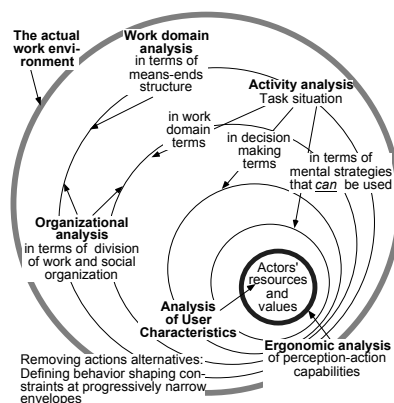 The actual
work envi-
ronment
Work domain
analysis
in terms of
means-ends
structure
Activity analysis
Task situation
in work
domain
terms
in decision
making
terms
in terms of
mental strategies
that can be used
Organizational
analysis
in terms of division
of work and social
organization
Actors'
resources
and
values
Analysis
of User
Characteristics
Ergonomic analysis
of perception-action
capabilities
Removing actions alternatives:
Defining behavior shaping con-
straints at progressively narrow
envelopes